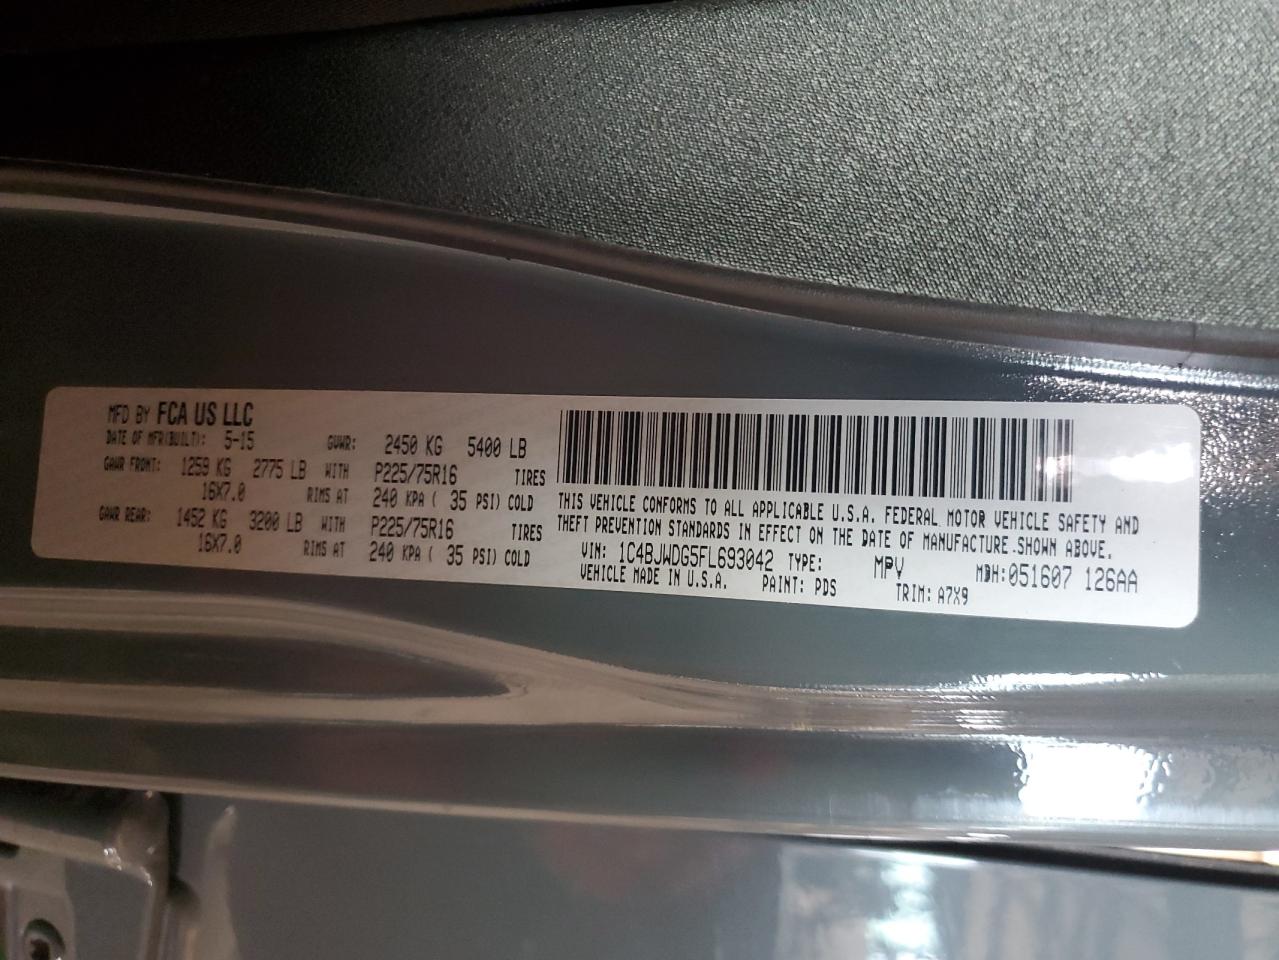 MFD BY FCA US LLC
DATE OF MFR(BUILT): 5-15 GVWR: 2450 KG 5400 LB
GAWR FRONT: 1259 KG 2775 LB WITH P225/75R16 TIRES
16X7.0 RIMS AT 240 KPA ( 35 PSI) COLD
GAWR REAR: 1452 KG 3200 LB WITH P225/75R16 TIRES
16X7.0 RIMS AT 240 KPA ( 35 PSI) COLD
THIS VEHICLE CONFORMS TO ALL APPLICABLE U.S.A. FEDERAL MOTOR VEHICLE SAFETY AND
THEFT PREVENTION STANDARDS IN EFFECT ON THE DATE OF MANUFACTURE SHOWN ABOVE.
VIN: 1C4BJWDG5FL693042 TYPE: MPV MDH:051607 126AA
VEHICLE MADE IN U.S.A. PAINT: PDS TRIM: A7X9